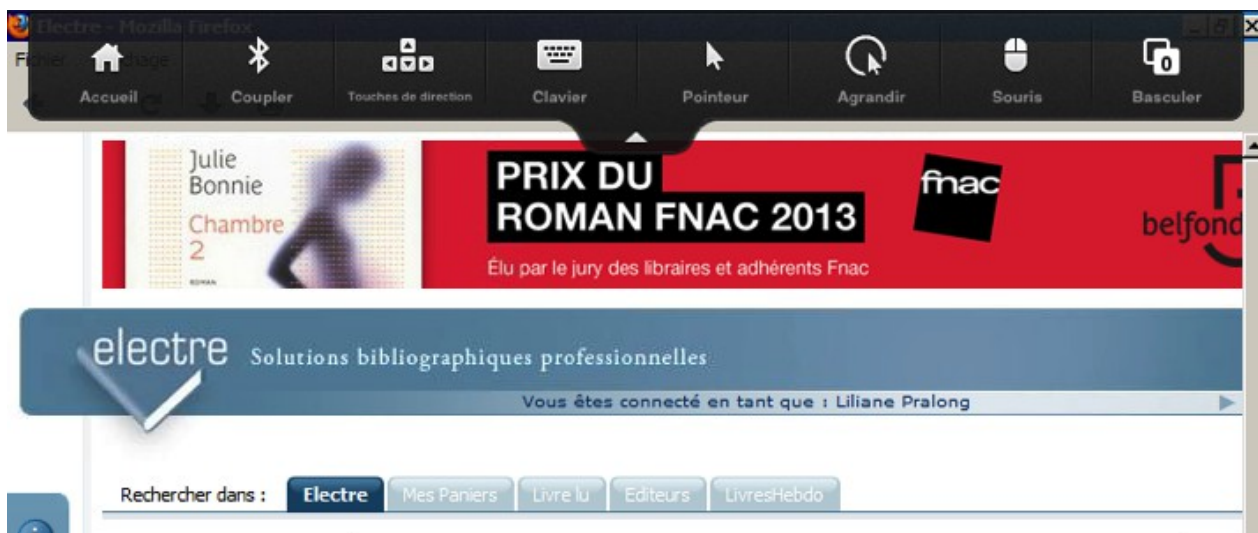 Electre - Mozilla Firefox
Accueil
Coupler
Touches de direction
Clavier
Pointeur
Agrandir
Souris
0
Basculer
Julie
Bonnie
Chambre
2
ROMAN
PRIX DU
ROMAN FNAC 2013
Élu par le jury des libraires et adhérents Fnac
fnac
belfond
electre Solutions bibliographiques professionnelles
Vous êtes connecté en tant que : Liliane Pralong
Rechercher dans : Electre Mes Paniers Livre lu Editeurs LivresHebdo